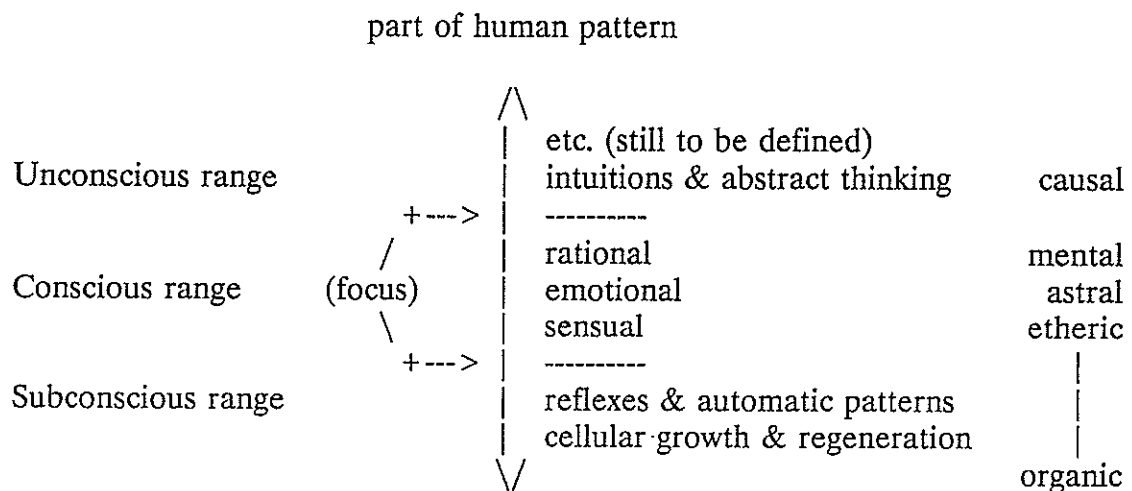 part of human pattern
etc. (still to be defined)
Unconscious range intuitions & abstract thinking causal
+---> ----------
rational mental
Conscious range (focus) emotional astral
sensual etheric
+---> ----------
Subconscious range reflexes & automatic patterns
cellular growth & regeneration
organic